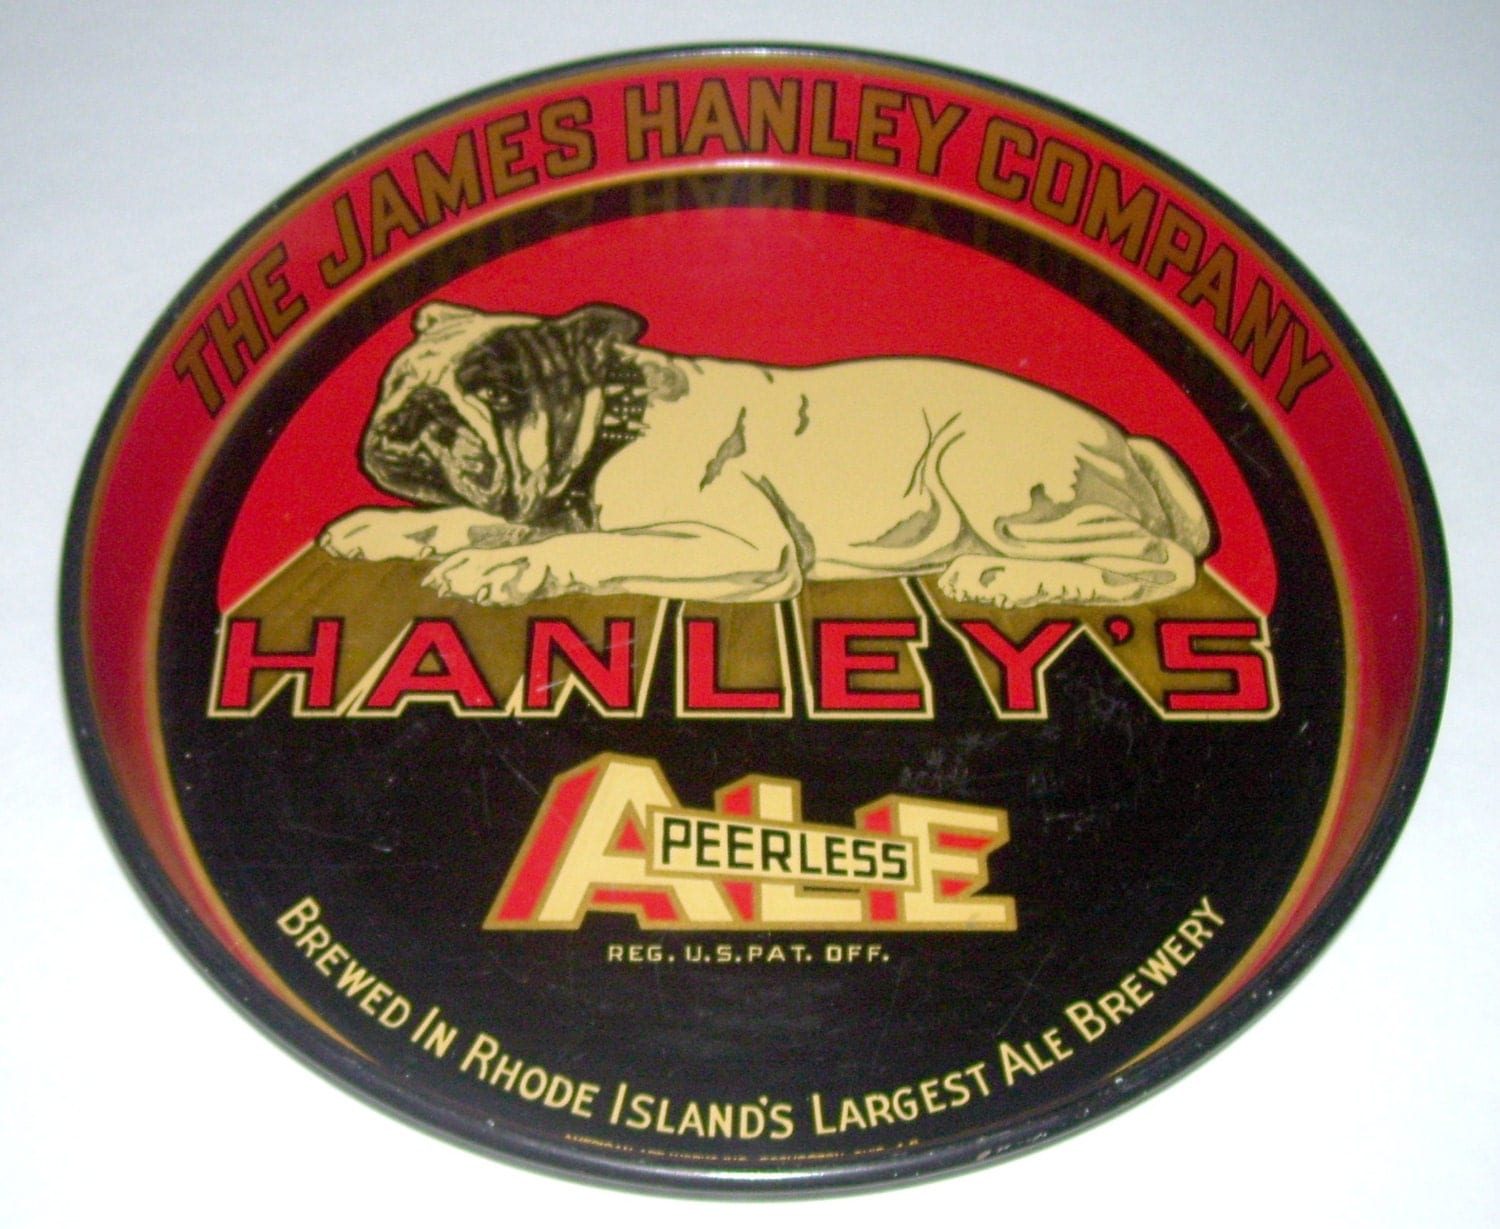 THE JAMES HANLEY COMPANY
HANLEY'S
PEERLESS
ALE
REG. U.S. PAT. OFF.
BREWED IN RHODE ISLAND'S LARGEST ALE BREWERY